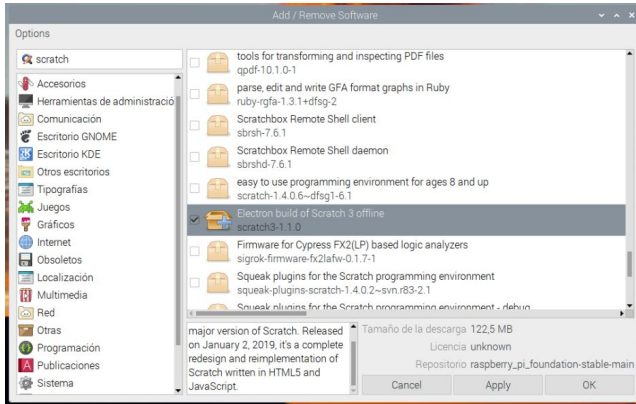 Add / Remove Software
Options
scratch
Accesorios
Herramientas de administració
Comunicación
Escritorio GNOME
Escritorio KDE
Otros escritorios
Tipografías
Juegos
Gráficos
Internet
Obsoletos
Localización
Multimedia
Red
Otras
Programación
Publicaciones
Sistema
tools for transforming and inspecting PDF files
qpdf-10.1.0-1
parse, edit and write GFA format graphs in Ruby
ruby-rgfa-1.3.1+dfsg-2
Scratchbox Remote Shell client
sbrsh-7.6.1
Scratchbox Remote Shell daemon
sbrshd-7.6.1
easy to use programming environment for ages 8 and up
scratch-1.4.0.6~dfsg1-6.1
Electron build of Scratch 3 offline
scratch3-1.1.0
Firmware for Cypress FX2(LP) based logic analyzers
sigrok-firmware-fx2lafw-0.1.7-1
Squeak plugins for the Scratch programming environment
squeak-plugins-scratch-1.4.0.2~svn.r83-2.1
Squeak plugins for the Scratch programming environment - debug
major version of Scratch. Released
on January 2, 2019, it's a complete
redesign and reimplementation of
Scratch written in HTML5 and
JavaScript.
Tamaño de la descarga 122,5 MB
Licencia unknown
Repositorio raspberry_pi_foundation-stable-main
Cancel
Apply
OK